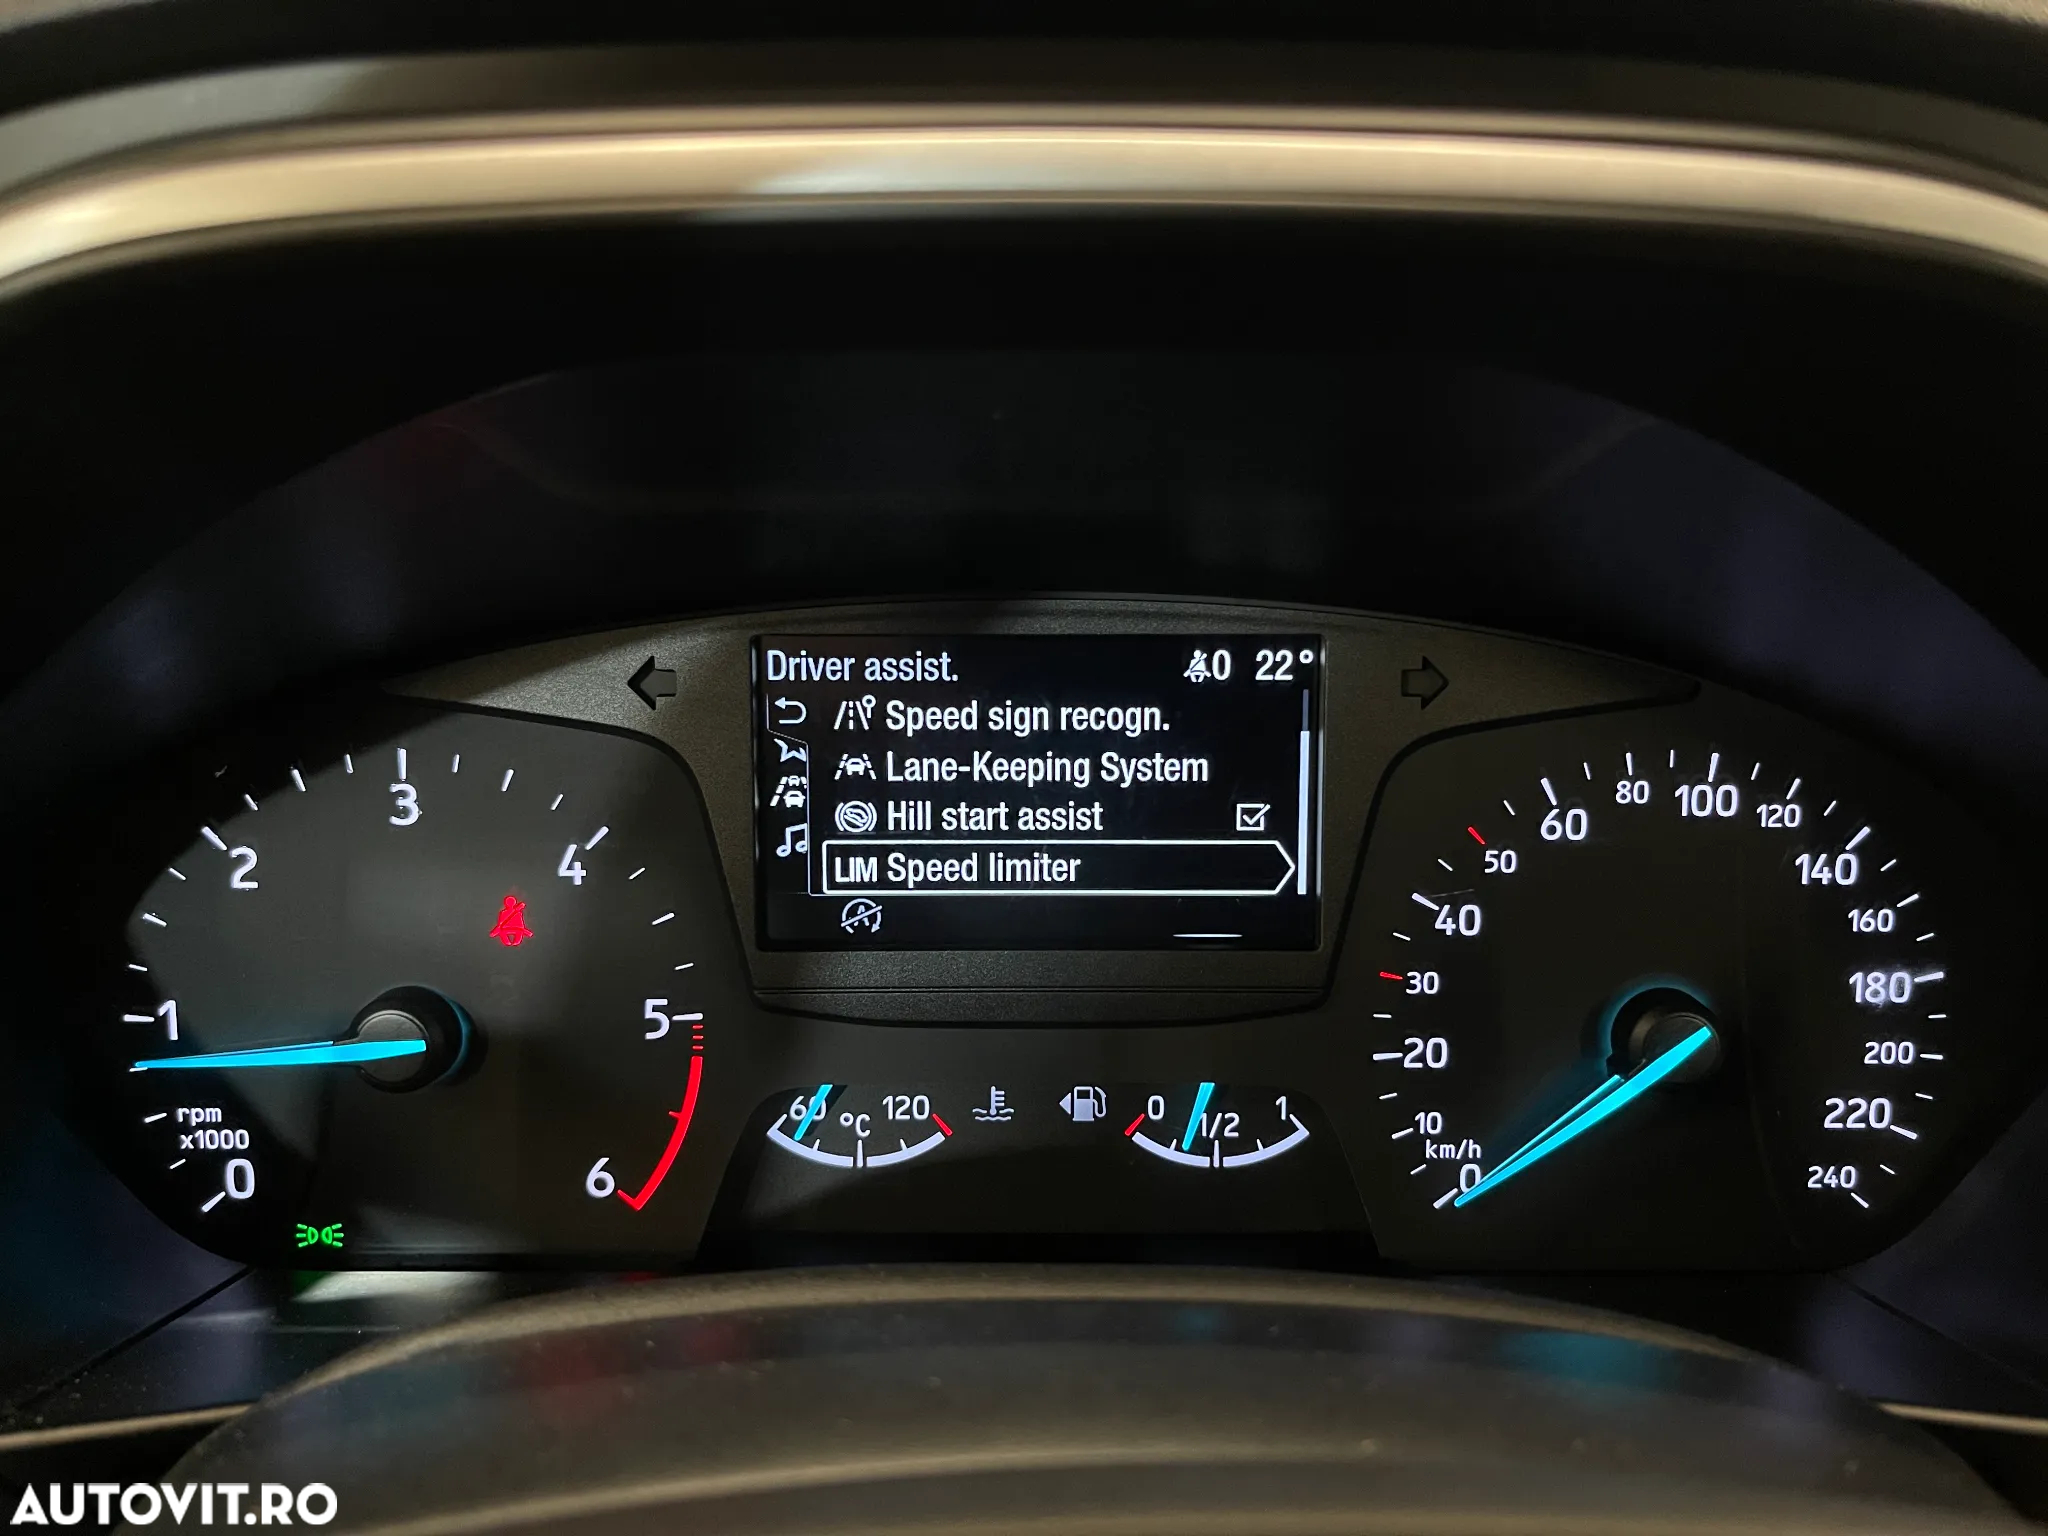 Driver assist. 0 22°
Speed sign recogn.
Lane-Keeping System
Hill start assist
LIM Speed limiter
A
0
1
2
3
4
5
6
rpm
x1000
60 °C 120
0 1/2 1
0
10
20
30
40
50
60
80
100
120
140
160
180
200
220
240
km/h
AUTOVIT.RO